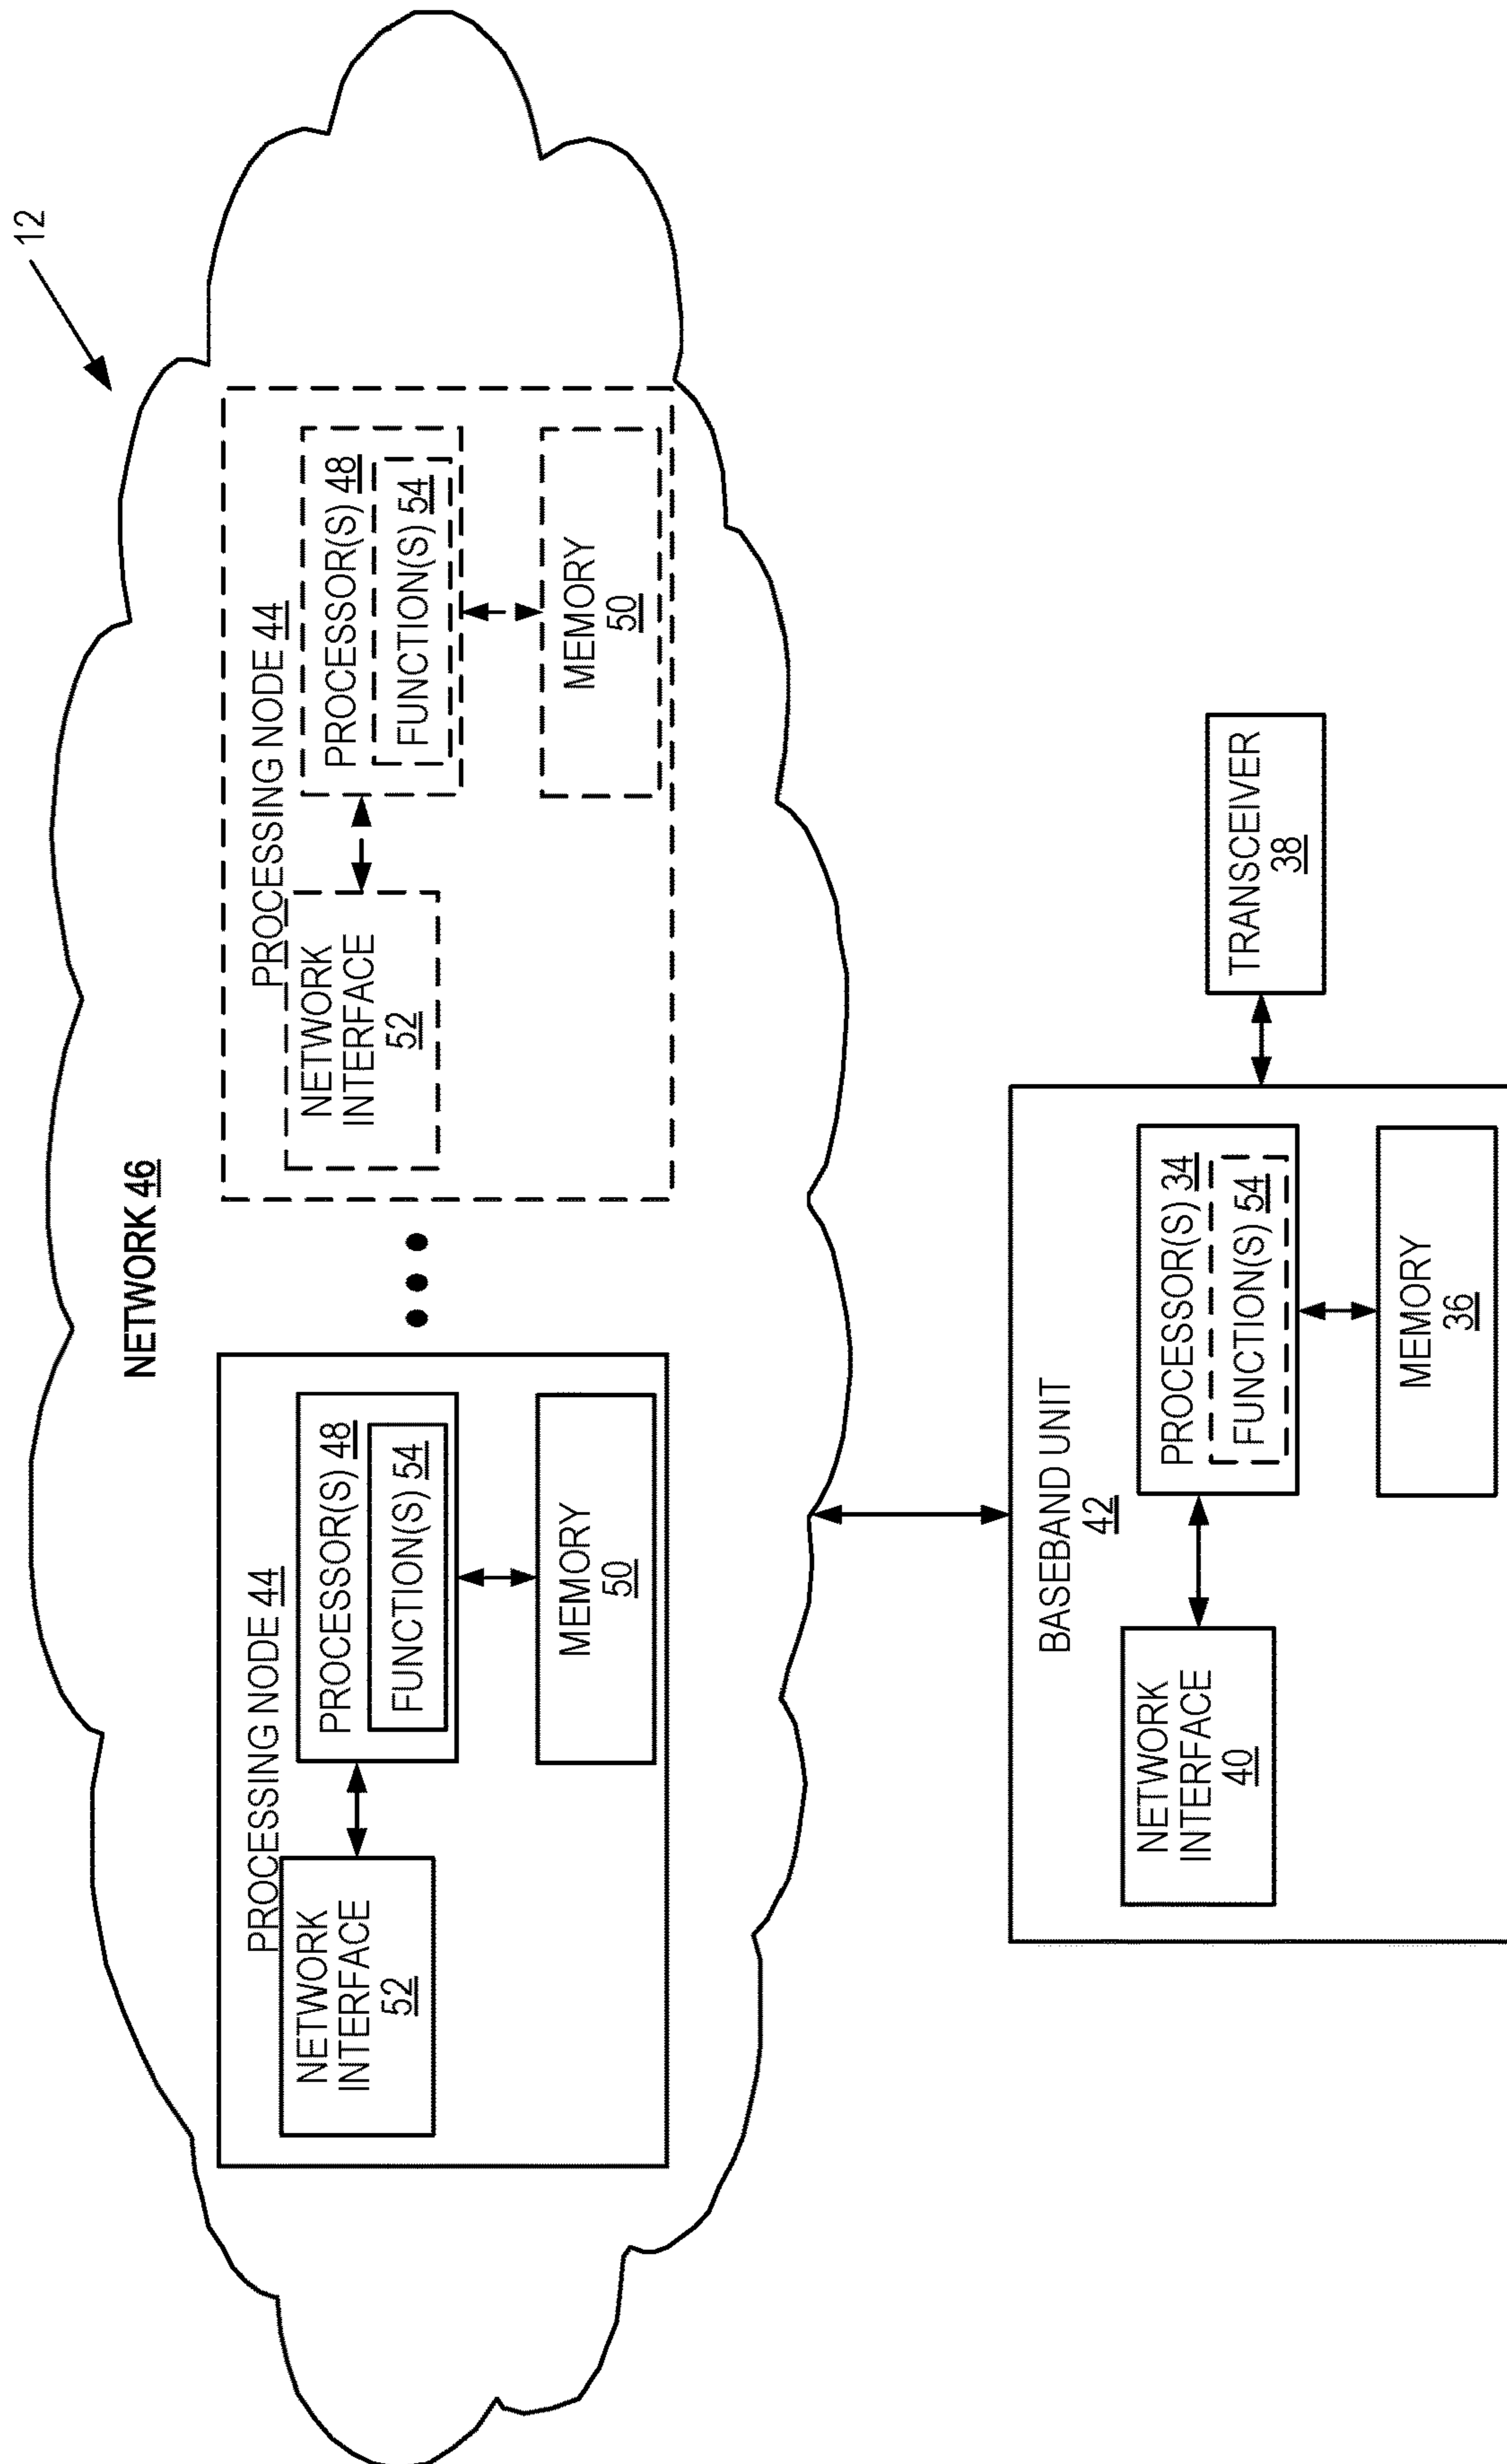 12
NETWORK 46
PROCESSING NODE 44
NETWORK
INTERFACE
52
PROCESSOR(S) 48
FUNCTION(S) 54
MEMORY
50
PROCESSING NODE 44
NETWORK
INTERFACE
52
PROCESSOR(S) 48
FUNCTION(S) 54
MEMORY
50
BASEBAND UNIT
42
NETWORK
INTERFACE
40
PROCESSOR(S) 34
FUNCTION(S) 54
MEMORY
36
TRANSCEIVER
38